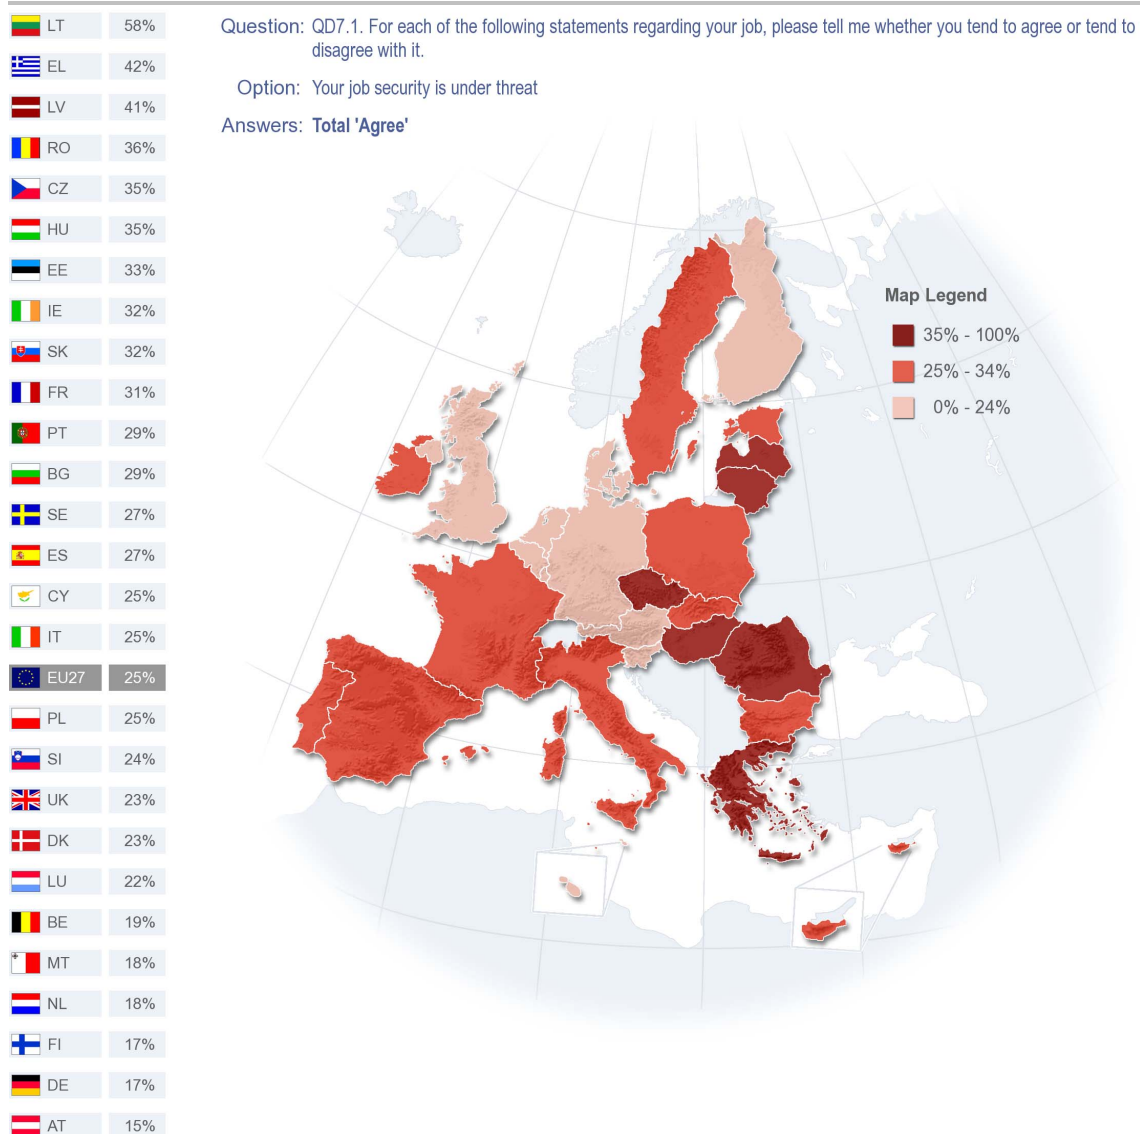 Question: QD7.1. For each of the following statements regarding your job, please tell me whether you tend to agree or tend to
disagree with it.
Option: Your job security is under threat
Answers: Total 'Agree'
LT 58%
EL 42%
LV 41%
RO 36%
CZ 35%
HU 35%
EE 33%
IE 32%
SK 32%
FR 31%
PT 29%
BG 29%
SE 27%
ES 27%
CY 25%
IT 25%
EU27 25%
PL 25%
SI 24%
UK 23%
DK 23%
LU 22%
BE 19%
MT 18%
NL 18%
FI 17%
DE 17%
AT 15%
Map Legend
35% - 100%
25% - 34%
0% - 24%